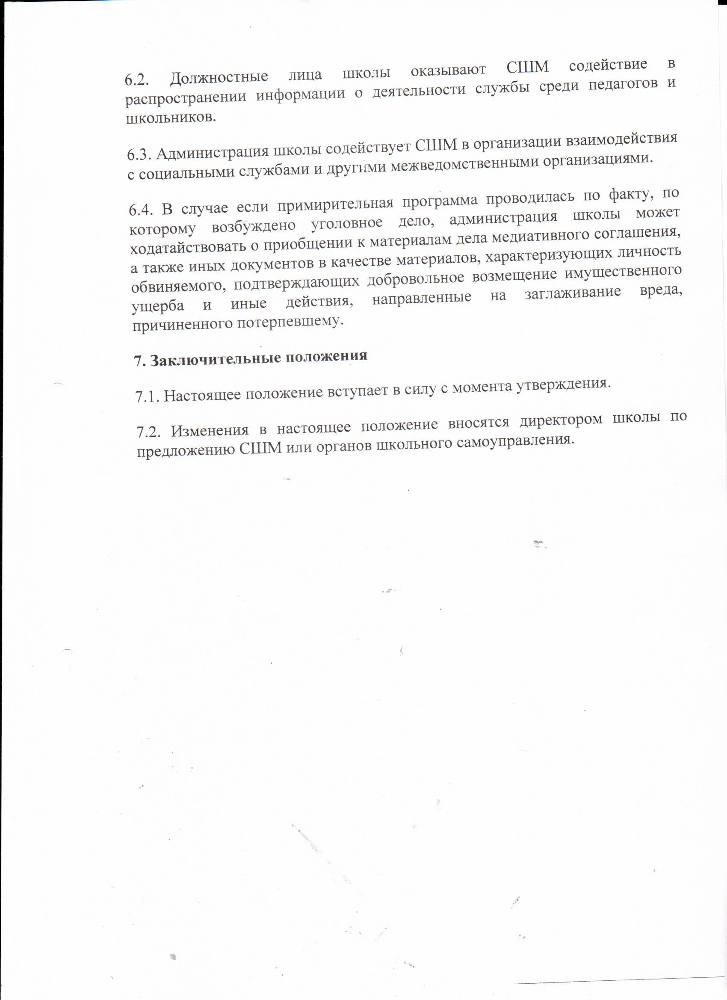 6.2. Должностные лица школы оказывают СШМ содействие в
распространении информации о деятельности службы среди педагогов и
школьников.
6.3. Администрация школы содействует СШМ в организации взаимодействия
с социальными службами и другими межведомственными организациями.
6.4. В случае если примирительная программа проводилась по факту, по
которому возбуждено уголовное дело, администрация школы может
ходатайствовать о приобщении к материалам дела медиативного соглашения,
а также иных документов в качестве материалов, характеризующих личность
обвиняемого, подтверждающих добровольное возмещение имущественного
ущерба и иные действия, направленные на заглаживание вреда,
причиненного потерпевшему.
7. Заключительные положения
7.1. Настоящее положение вступает в силу с момента утверждения.
7.2. Изменения в настоящее положение вносятся директором школы по
предложению СШМ или органов школьного самоуправления.